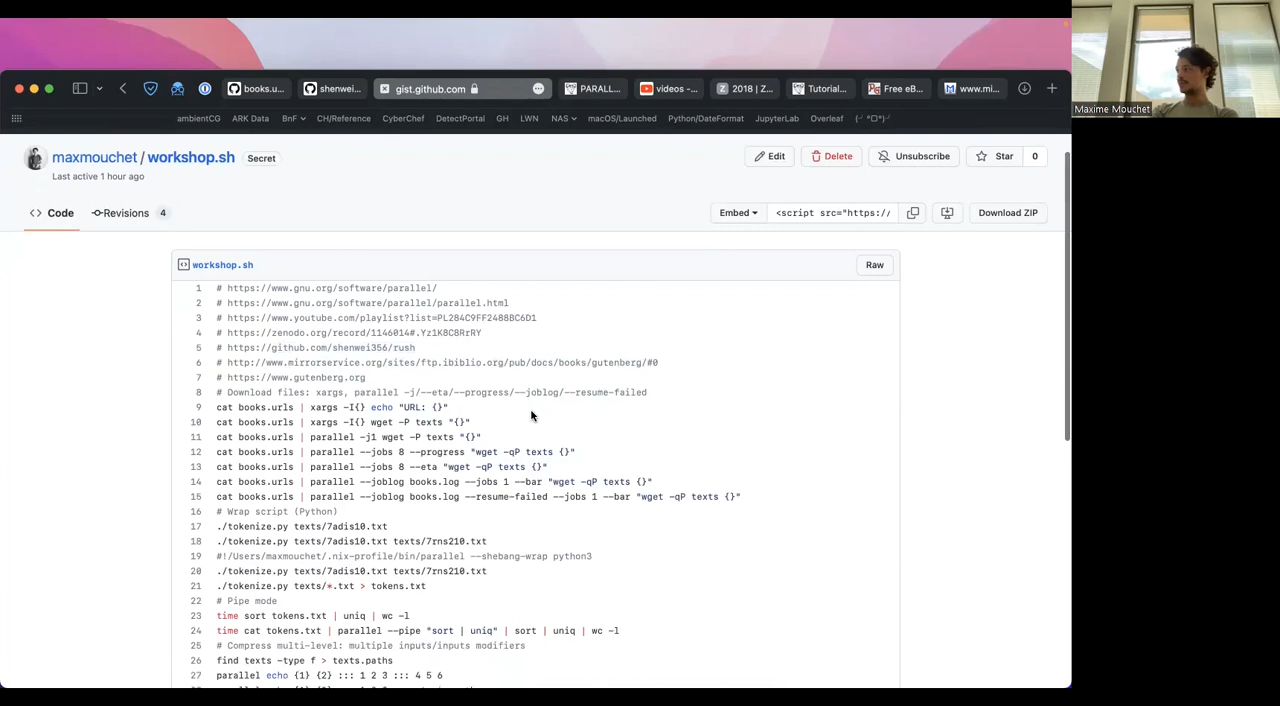 books.u...
shenwei...
gist.github.com
PARALL...
videos -...
2018 | Z...
Tutorial...
Free eB...
www.mi...
ambientCG
ARK Data
BnF
CH/Reference
CyberChef
DetectPortal
GH
LWN
NAS
macOS/Launched
Python/DateFormat
JupyterLab
Overleaf
Maxime Mouchet
maxmouchet / workshop.sh
Secret
Edit
Delete
Unsubscribe
Star
0
Last active 1 hour ago
Code
Revisions 4
Embed
<script src="https:/
Download ZIP
workshop.sh
Raw
1 # https://www.gnu.org/software/parallel/
2 # https://www.gnu.org/software/parallel/parallel.html
3 # https://www.youtube.com/playlist?list=PL284C9FF2488BC6D1
4 # https://zenodo.org/record/1146014#.Yz1K8C8RrRY
5 # https://github.com/shenwei356/rush
6 # http://www.mirrorservice.org/sites/ftp.ibiblio.org/pub/docs/books/gutenberg/#0
7 # https://www.gutenberg.org
8 # Download files: xargs, parallel -j/--eta/--progress/--joblog/--resume-failed
9 cat books.urls | xargs -I{} echo "URL: {}"
10 cat books.urls | xargs -I{} wget -P texts "{}"
11 cat books.urls | parallel -j1 wget -P texts "{}"
12 cat books.urls | parallel --jobs 8 --progress "wget -qP texts {}"
13 cat books.urls | parallel --jobs 8 --eta "wget -qP texts {}"
14 cat books.urls | parallel --joblog books.log --jobs 1 --bar "wget -qP texts {}"
15 cat books.urls | parallel --joblog books.log --resume-failed --jobs 1 --bar "wget -qP texts {}"
16 # Wrap script (Python)
17 ./tokenize.py texts/7adis10.txt
18 ./tokenize.py texts/7adis10.txt texts/7rns210.txt
19 #!/Users/maxmouchet/.nix-profile/bin/parallel --shebang-wrap python3
20 ./tokenize.py texts/7adis10.txt texts/7rns210.txt
21 ./tokenize.py texts/*.txt > tokens.txt
22 # Pipe mode
23 time sort tokens.txt | uniq | wc -l
24 time cat tokens.txt | parallel --pipe "sort | uniq" | sort | uniq | wc -l
25 # Compress multi-level: multiple inputs/inputs modifiers
26 find texts -type f > texts.paths
27 parallel echo {1} {2} ::: 1 2 3 ::: 4 5 6